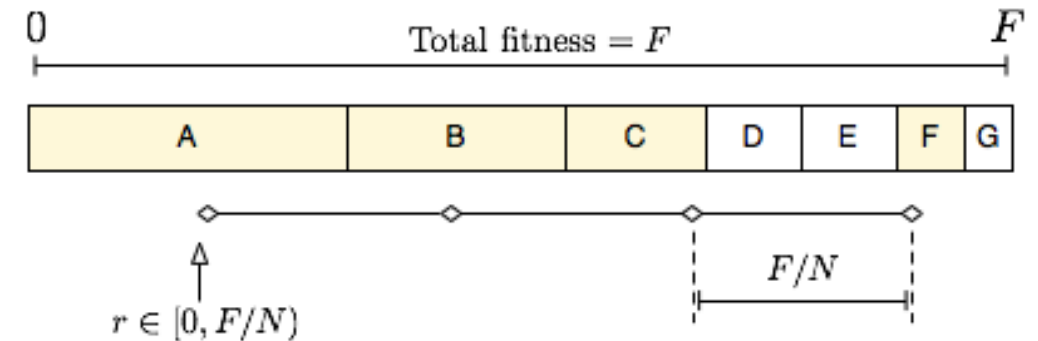 0 Total fitness = F F
A B C D E F G
F/N
r ∈ [0, F/N)